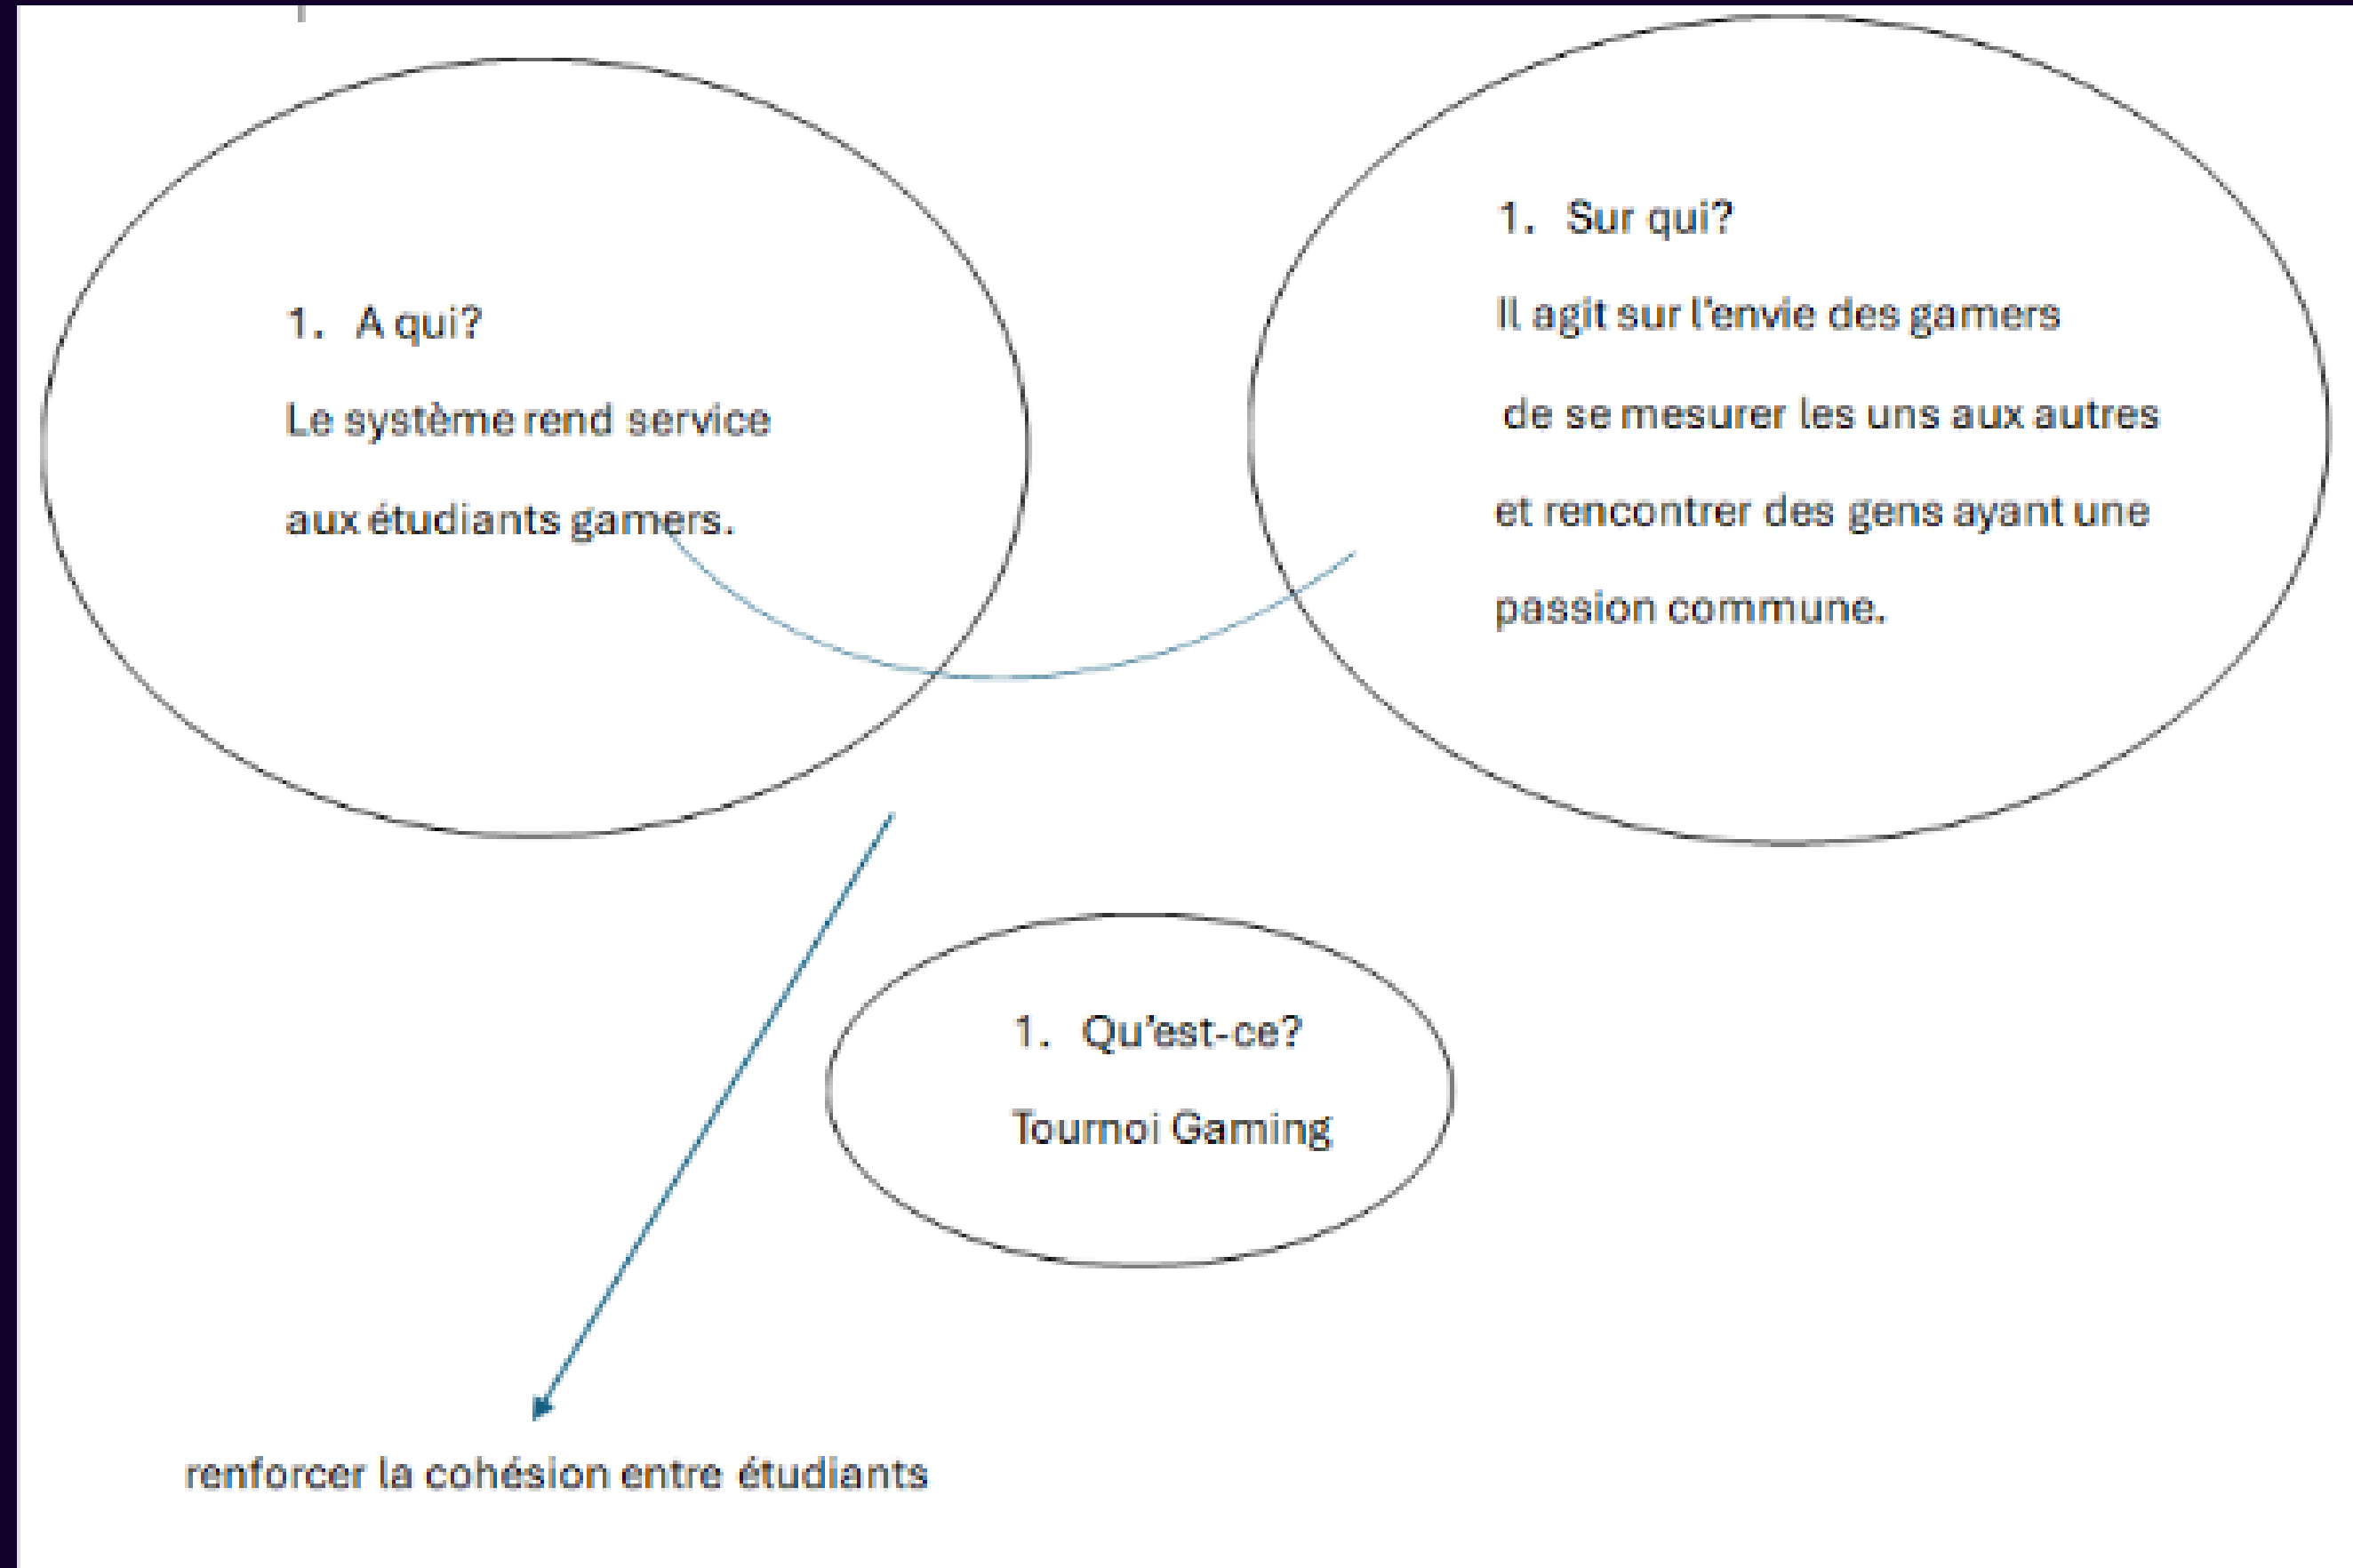 1. A qui?
Le système rend service
aux étudiants gamers.
1. Sur qui?
Il agit sur l'envie des gamers
de se mesurer les uns aux autres
et rencontrer des gens ayant une
passion commune.
1. Qu'est-ce?
Tournoi Gaming
renforcer la cohésion entre étudiants